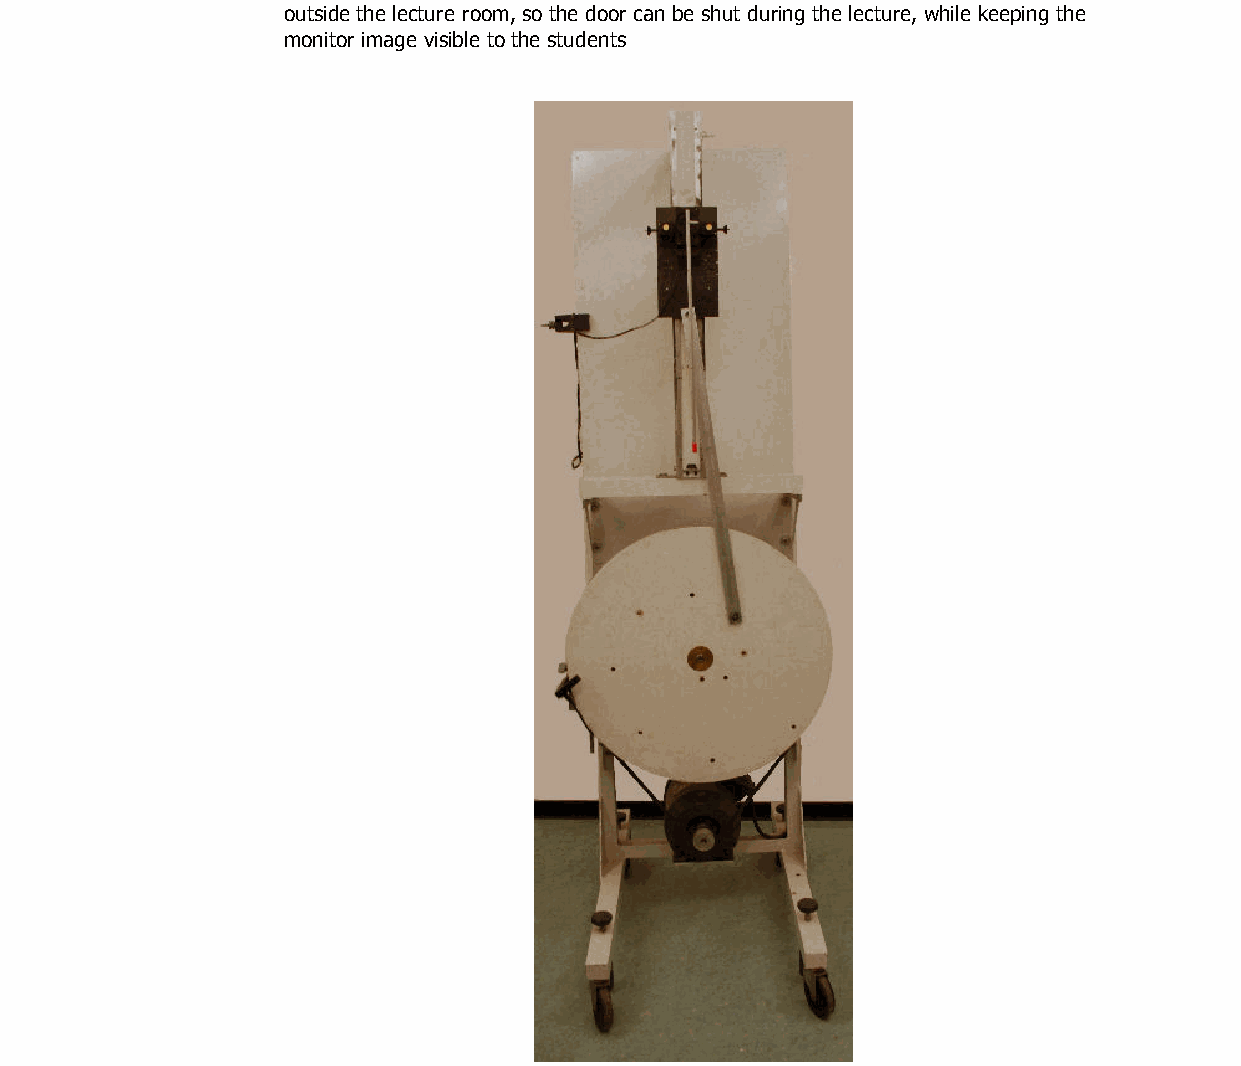 outside the lecture room, so the door can be shut during the lecture, while keeping the
monitor image visible to the students